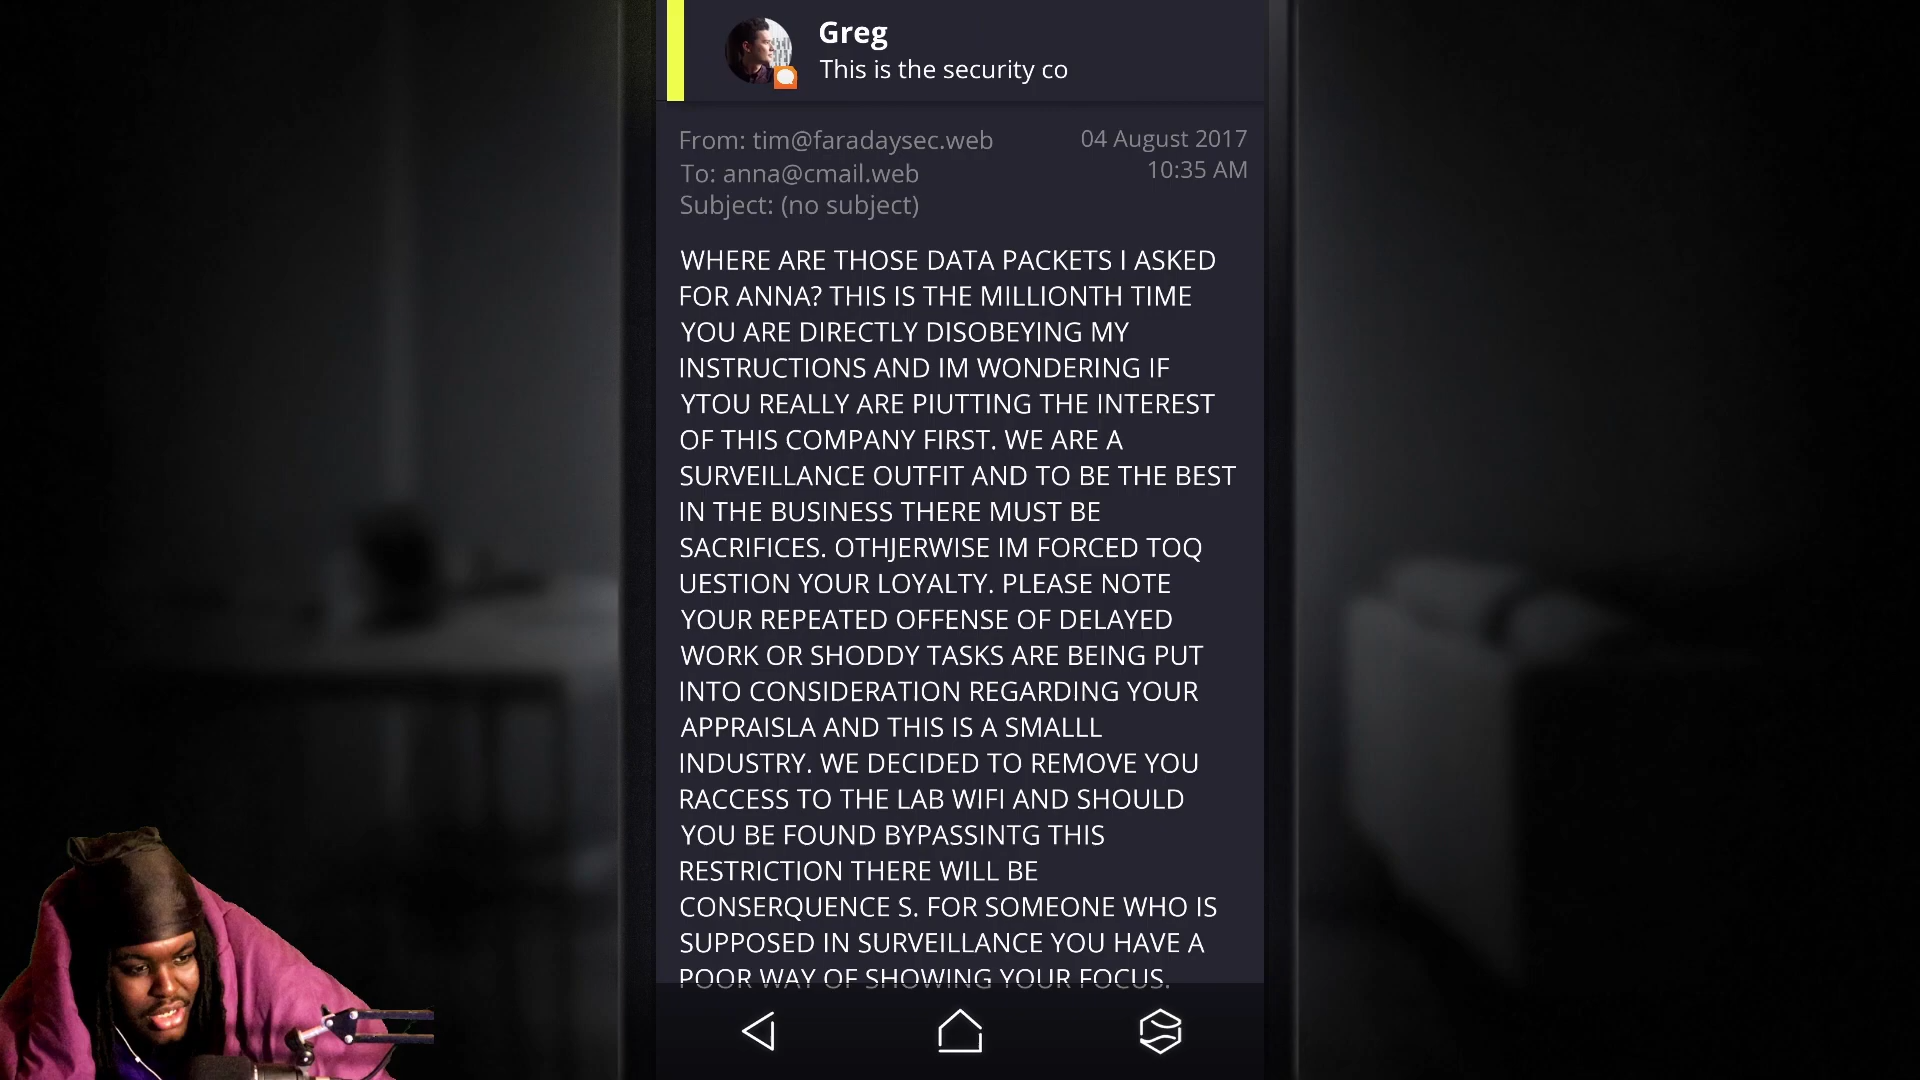 Greg
This is the security co
From: tim@faradaysec.web
04 August 2017
To: anna@cmail.web
10:35 AM
Subject: (no subject)
WHERE ARE THOSE DATA PACKETS I ASKED
FOR ANNA? THIS IS THE MILLIONTH TIME
YOU ARE DIRECTLY DISOBEYING MY
INSTRUCTIONS AND IM WONDERING IF
YTOU REALLY ARE PIUTTING THE INTEREST
OF THIS COMPANY FIRST. WE ARE A
SURVEILLANCE OUTFIT AND TO BE THE BEST
IN THE BUSINESS THERE MUST BE
SACRIFICES. OTHJERWISE IM FORCED TOQ
UESTION YOUR LOYALTY. PLEASE NOTE
YOUR REPEATED OFFENSE OF DELAYED
WORK OR SHODDY TASKS ARE BEING PUT
INTO CONSIDERATION REGARDING YOUR
APPRAISLA AND THIS IS A SMALLL
INDUSTRY. WE DECIDED TO REMOVE YOU
RACCESS TO THE LAB WIFI AND SHOULD
YOU BE FOUND BYPASSINTG THIS
RESTRICTION THERE WILL BE
CONSERQUENCE S. FOR SOMEONE WHO IS
SUPPOSED IN SURVEILLANCE YOU HAVE A
POOR WAY OF SHOWING YOUR FOCUS.